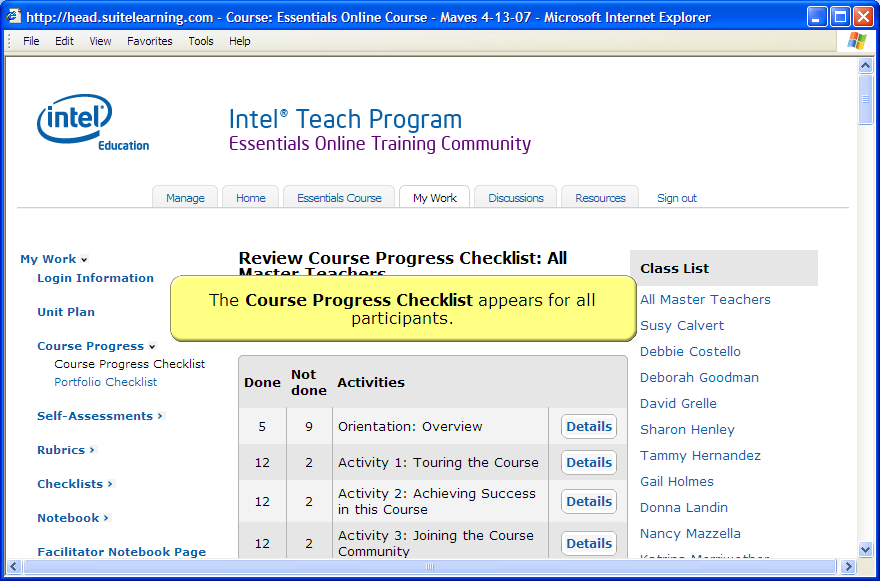 http://head.suitelearning.com - Course: Essentials Online Course - Maves 4-13-07 - Microsoft Internet Explorer
File Edit View Favorites Tools Help
intel®
Education
Intel® Teach Program
Essentials Online Training Community
Manage Home Essentials Course My Work Discussions Resources Sign out
My Work
Login Information
Unit Plan
Course Progress
Course Progress Checklist
Portfolio Checklist
Self-Assessments ›
Rubrics ›
Checklists ›
Notebook ›
Facilitator Notebook Page
Review Course Progress Checklist: All
Master Teachers
The Course Progress Checklist appears for all
participants.
Done Not done Activities
5 9 Orientation: Overview Details
12 2 Activity 1: Touring the Course Details
12 2 Activity 2: Achieving Success
in this Course Details
12 2 Activity 3: Joining the Course
Community Details
Class List
All Master Teachers
Susy Calvert
Debbie Costello
Deborah Goodman
David Grelle
Sharon Henley
Tammy Hernandez
Gail Holmes
Donna Landin
Nancy Mazzella